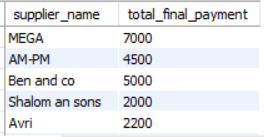 supplier_name total_final_payment
MEGA 7000
AM-PM 4500
Ben and co 5000
Shalom an sons 2000
Avri 2200